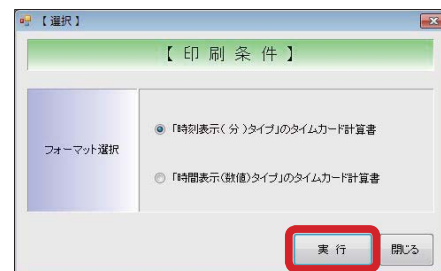 【 選択 】
【 印 刷 条 件 】
フォーマット選択
「時刻表示( 分 )タイプ」のタイムカード計算書
「時間表示(数値)タイプ」のタイムカード計算書
実 行
閉じる